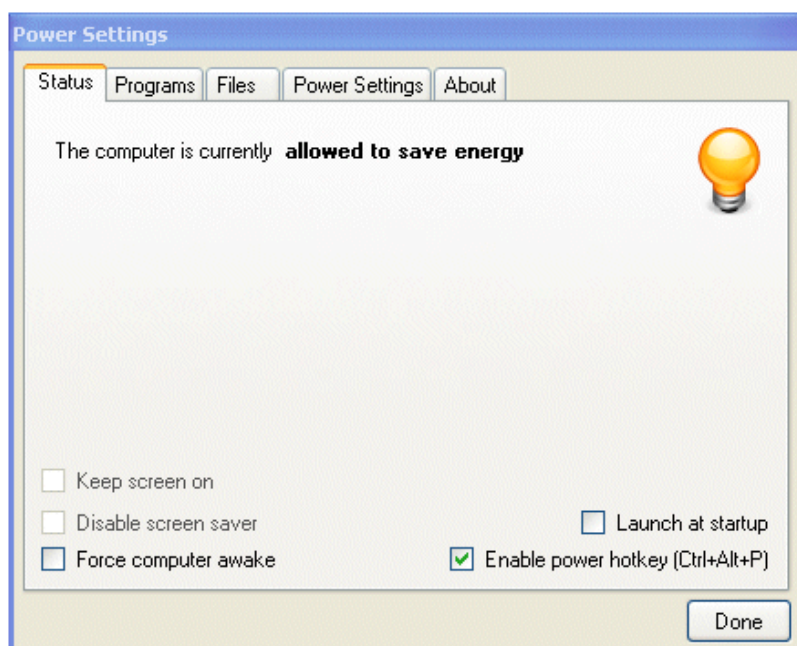 Power Settings
Status Programs Files Power Settings About
The computer is currently allowed to save energy
Keep screen on
Disable screen saver Launch at startup
Force computer awake Enable power hotkey (Ctrl+Alt+P)
Done